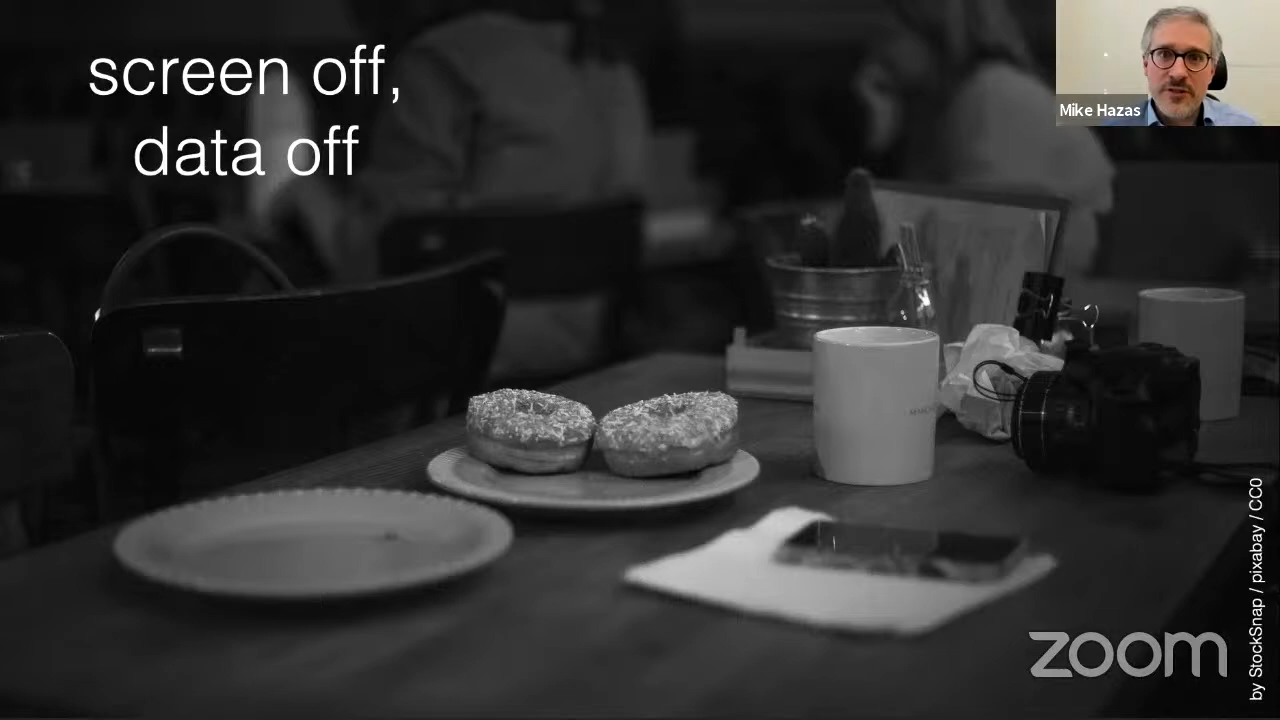 screen off,
data off
Mike Hazas
zoom
by StockSnap / pixabay / CC0